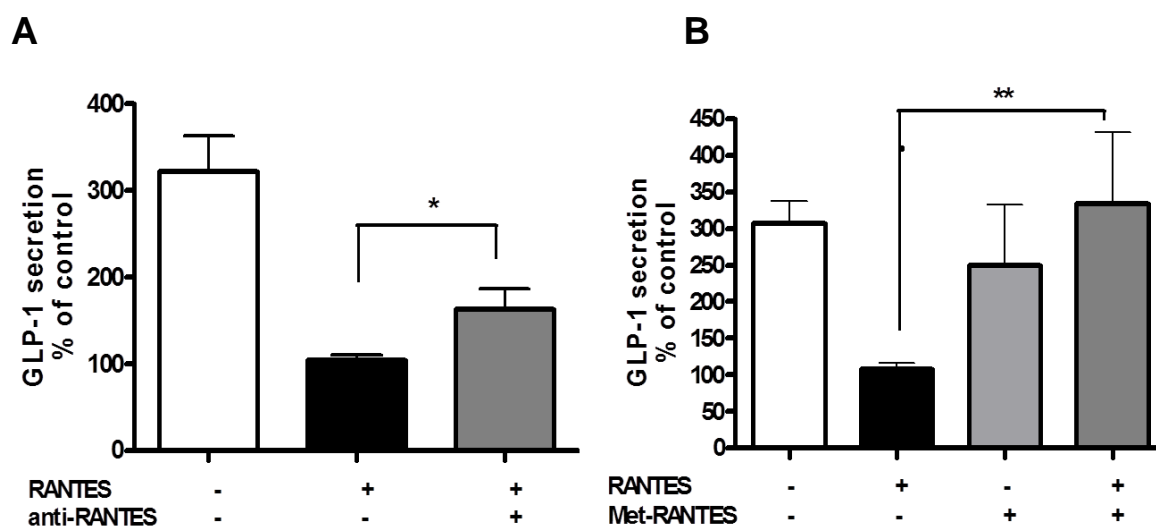 A
GLP-1 secretion
% of control
400
300
200
100
0
*
RANTES - + +
anti-RANTES - - +
B
GLP-1 secretion
% of control
450
400
350
300
250
200
150
100
50
0
**
RANTES - + - +
Met-RANTES - - + +